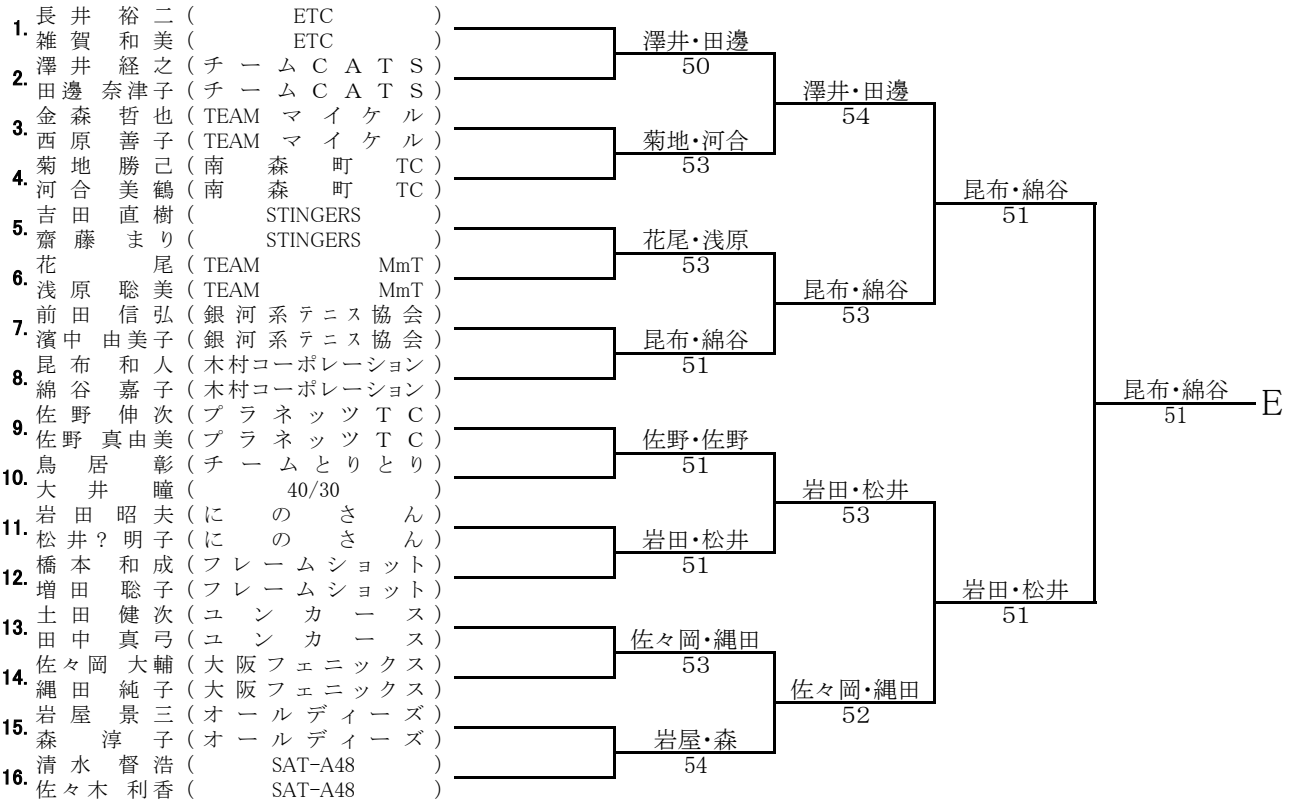 1. 長井 裕二 ( ETC )
雑賀 和美 ( ETC )
2. 澤井 経之 (チームCATS)
田邊 奈津子 (チームCATS)
3. 金森 哲也 ( TEAM マイケル )
西原 善子 ( TEAM マイケル )
4. 菊地 勝己 ( 南森町 TC )
河合 美鶴 ( 南森町 TC )
5. 吉田 直樹 ( STINGERS )
齋藤 まり ( STINGERS )
6. 花尾 ( TEAM MmT )
浅原 聡美 ( TEAM MmT )
7. 前田 信弘 ( 銀河系テニス協会 )
濱中 由美子 ( 銀河系テニス協会 )
8. 昆布 和人 ( 木村コーポレーション )
綿谷 嘉子 ( 木村コーポレーション )
9. 佐野 伸次 ( プラネッツTC )
佐野 真由美 ( プラネッツTC )
10. 鳥居 彰 ( チームとりとり )
大井 瞳 ( 40/30 )
11. 岩田 昭夫 ( にのさん )
松井? 明子 ( にのさん )
12. 橋本 和成 ( フレームショット )
増田 聡子 ( フレームショット )
13. 土田 健次 ( ユンカース )
田中 真弓 ( ユンカース )
14. 佐々岡 大輔 ( 大阪フェニックス )
縄田 純子 ( 大阪フェニックス )
15. 岩屋 景三 ( オールディーズ )
森 淳子 ( オールディーズ )
16. 清水 督浩 ( SAT-A48 )
佐々木 利香 ( SAT-A48 )
澤井・田邊
50
菊地・河合
53
花尾・浅原
53
昆布・綿谷
51
佐野・佐野
51
岩田・松井
51
佐々岡・縄田
53
岩屋・森
54
澤井・田邊
54
昆布・綿谷
53
岩田・松井
53
佐々岡・縄田
52
昆布・綿谷
51
岩田・松井
51
昆布・綿谷
51
E